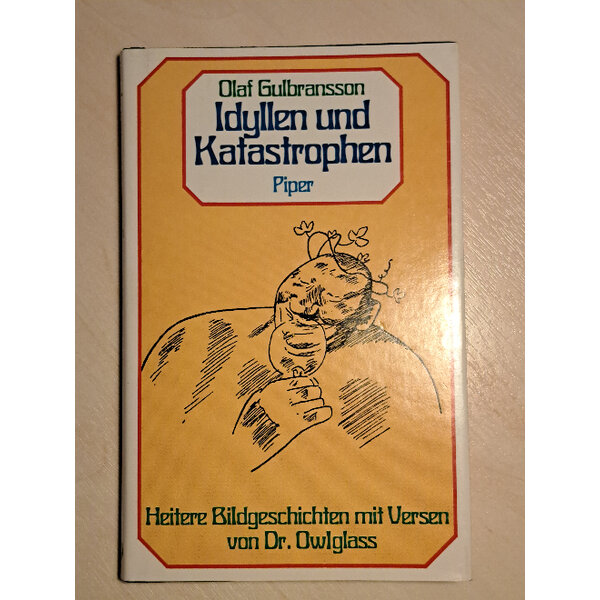 Olaf Gulbransson
Idyllen und
Katastrophen
Piper
Heitere Bildgeschichten mit Versen
von Dr. Owlglass